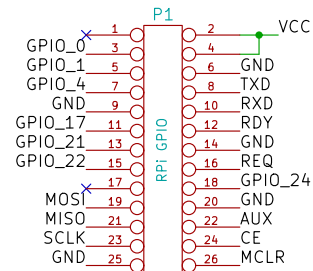 P1
1 2 VCC
GPIO_0 3 4
GPIO_1 5 6 GND
GPIO_4 7 8 TXD
GND 9 10 RXD
GPIO_17 11 12 RDY
GPIO_21 13 14 GND
GPIO_22 15 16 REQ
17 18 GPIO_24
MOSI 19 20 GND
MISO 21 22 AUX
SCLK 23 24 CE
GND 25 26 MCLR
RPi GPIO